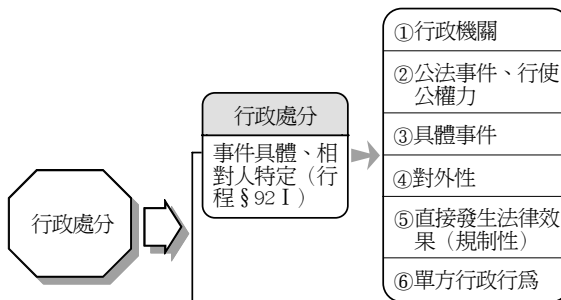 行政處分
行政處分
事件具體、相
對人特定（行
程§92Ⅰ）
①行政機關
②公法事件、行使
公權力
③具體事件
④對外性
⑤直接發生法律效
果（規制性）
⑥單方行政行爲